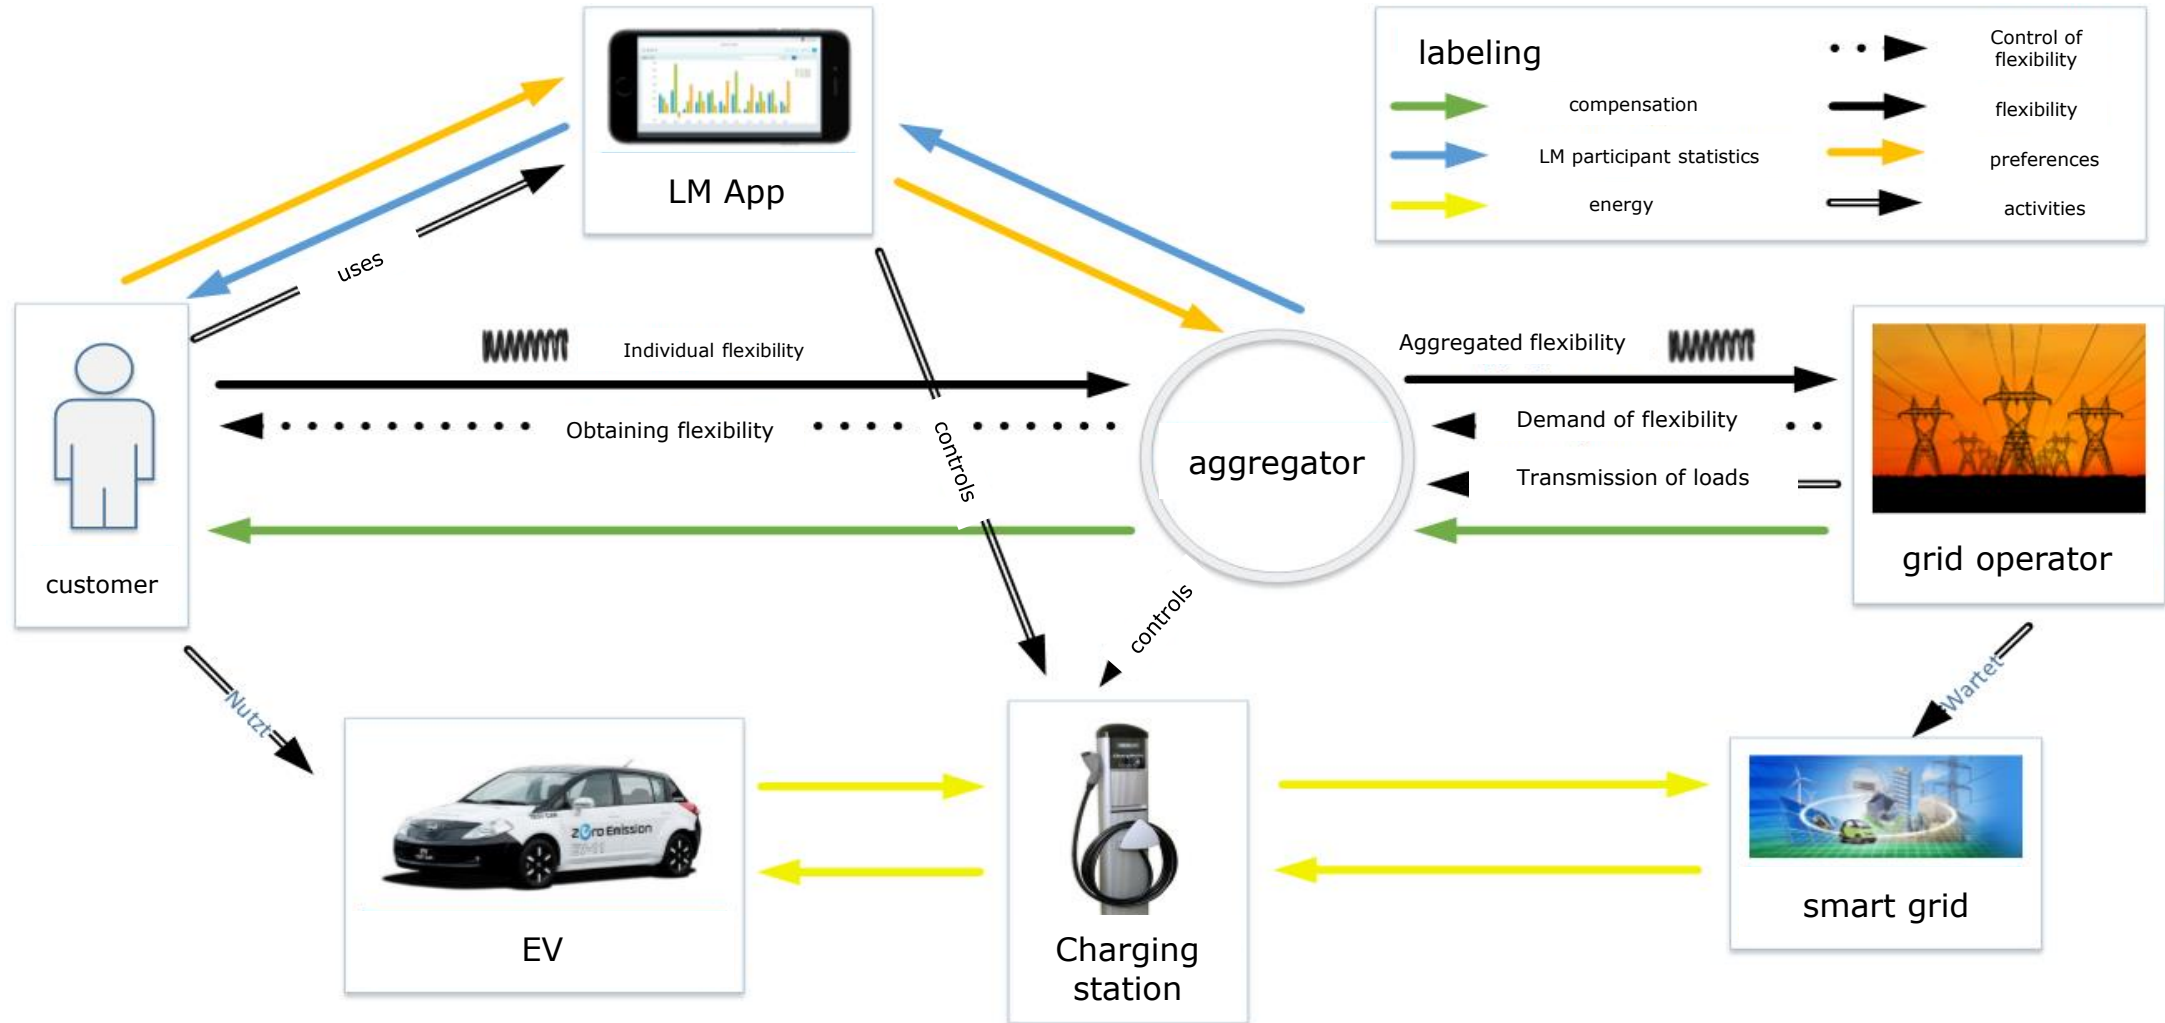 labeling
Control of
flexibility
compensation
flexibility
LM participant statistics
preferences
energy
activities
LM App
uses
Individual flexibility
Aggregated flexibility
Obtaining flexibility
controls
Demand of flexibility
aggregator
Transmission of loads
customer
grid operator
controls
Nutzt
Wartet
zero Emission
EV
Charging
station
smart grid